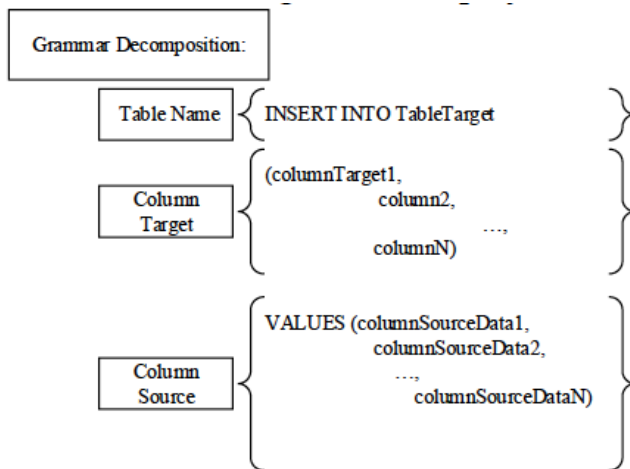 Grammar Decomposition:
Table Name
INSERT INTO TableTarget
Column
Target
(columnTarget1,
column2,
...,
columnN)
Column
Source
VALUES (columnSourceData1,
columnSourceData2,
...,
columnSourceDataN)